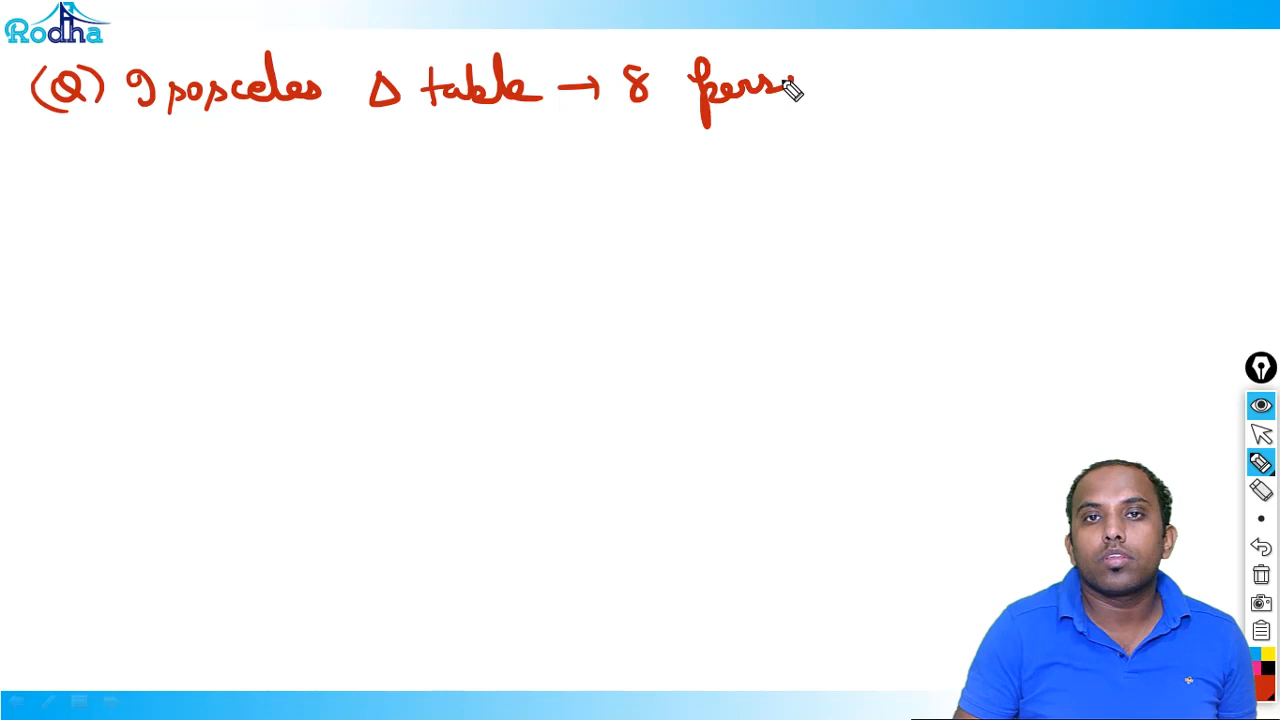 Rodha
(Q) Isosceles Δ table → 8 pers